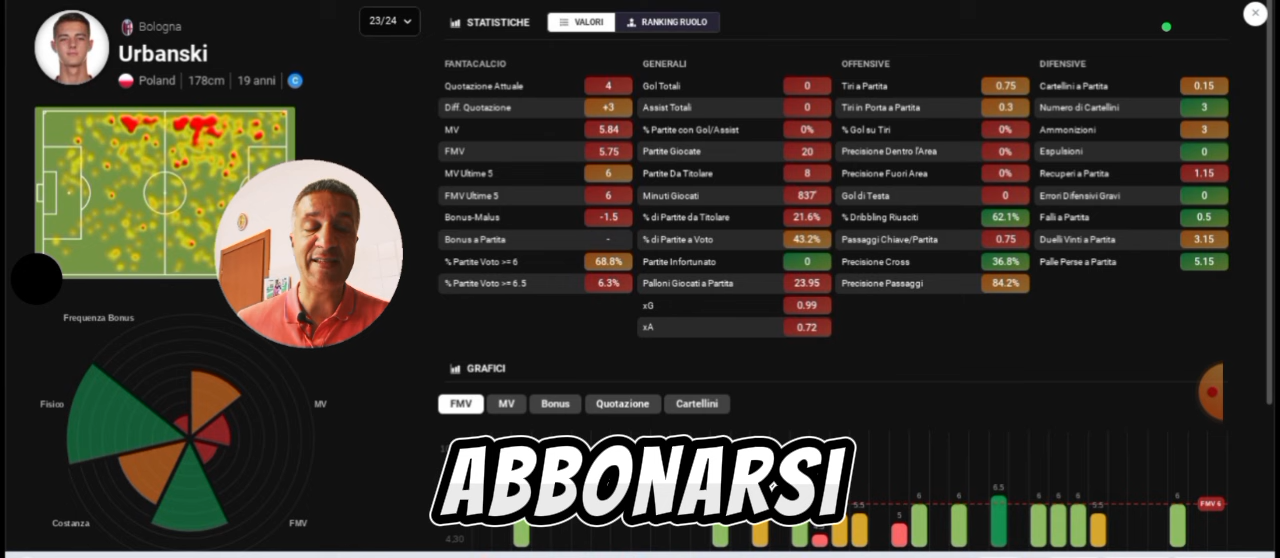 Bologna
Urbanski
Poland 178cm 19 anni C
23/24
STATISTICHE VALORI RANKING RUOLO
FANTACALCIO
Quotazione Attuale 4
Diff. Quotazione +3
MV 5.84
FMV 5.75
MV Ultime 5 6
FMV Ultime 5 6
Bonus-Malus -1.5
Bonus a Partita -
% Partite Voto >= 6 68.8%
% Partite Voto >= 6.5 6.3%
GENERALI
Gol Totali 0
Assist Totali 0
% Partite con Gol/Assist 0%
Partite Giocate 20
Partite Da Titolare 8
Minuti Giocati 837'
% di Partite da Titolare 21.6%
% di Partite a Voto 43.2%
Partite Infortunato 0
Palloni Giocati a Partita 23.95
xG 0.99
xA 0.72
OFFENSIVE
Tiri a Partita 0.75
Tiri in Porta a Partita 0.3
% Gol su Tiri 0%
Precisione Dentro l'Area 0%
Precisione Fuori Area 0%
Gol di Testa 0
% Dribbling Riusciti 62.1%
Passaggi Chiave/Partita 0.75
Precisione Cross 36.8%
Precisione Passaggi 84.2%
DIFENSIVE
Cartellini a Partita 0.15
Numero di Cartellini 3
Ammonizioni 3
Espulsioni 0
Recuperi a Partita 1.15
Errori Difensivi Gravi 0
Falli a Partita 0.5
Duelli Vinti a Partita 3.15
Palle Perse a Partita 5.15
Frequenza Bonus
Fisico
MV
Costanza
FMV
GRAFICI
FMV MV Bonus Quotazione Cartellini
ABBONARSI
5.5 5 6 6 6.5 6 6 6 5.5 6
FMV 6
4.30